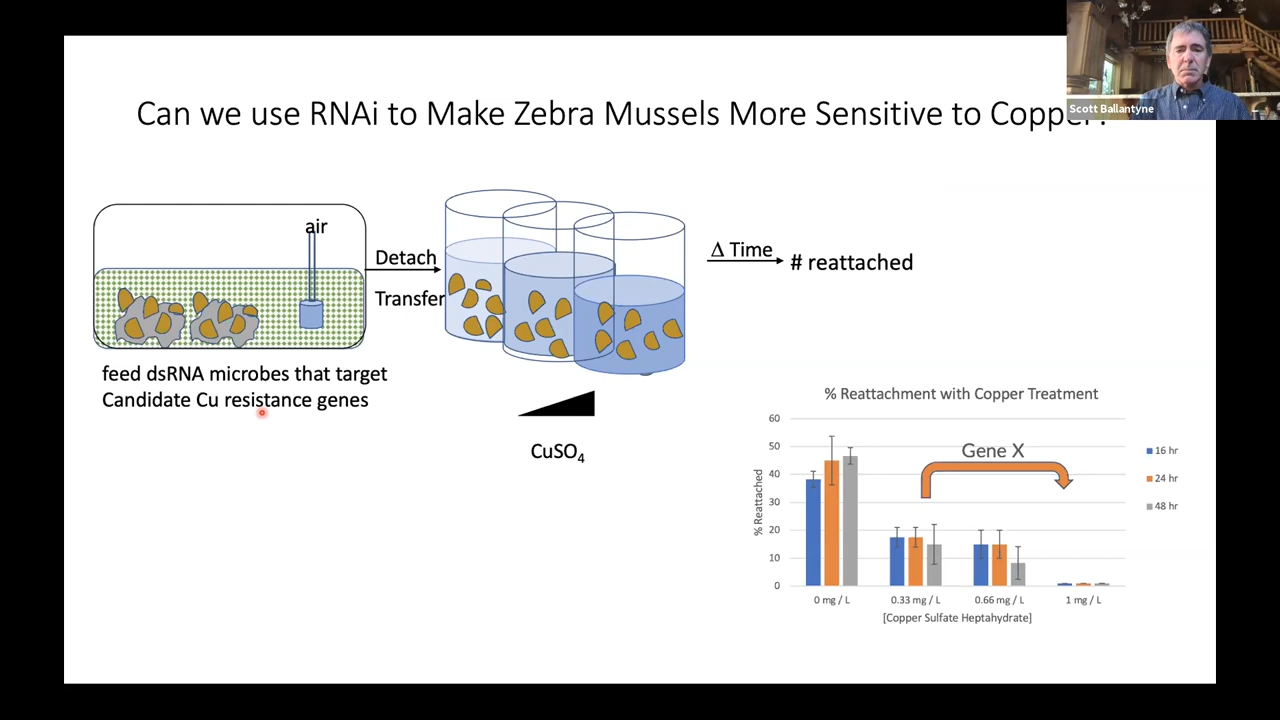 Scott Ballantyne
Can we use RNAi to Make Zebra Mussels More Sensitive to Copper?
air
Detach
Transfer
Δ Time
# reattached
feed dsRNA microbes that target
Candidate Cu resistance genes
CuSO4
% Reattachment with Copper Treatment
60
50
40
30
20
10
0
% Reattached
Gene X
16 hr
24 hr
48 hr
0 mg / L
0.33 mg / L
0.66 mg / L
1 mg / L
[Copper Sulfate Heptahydrate]